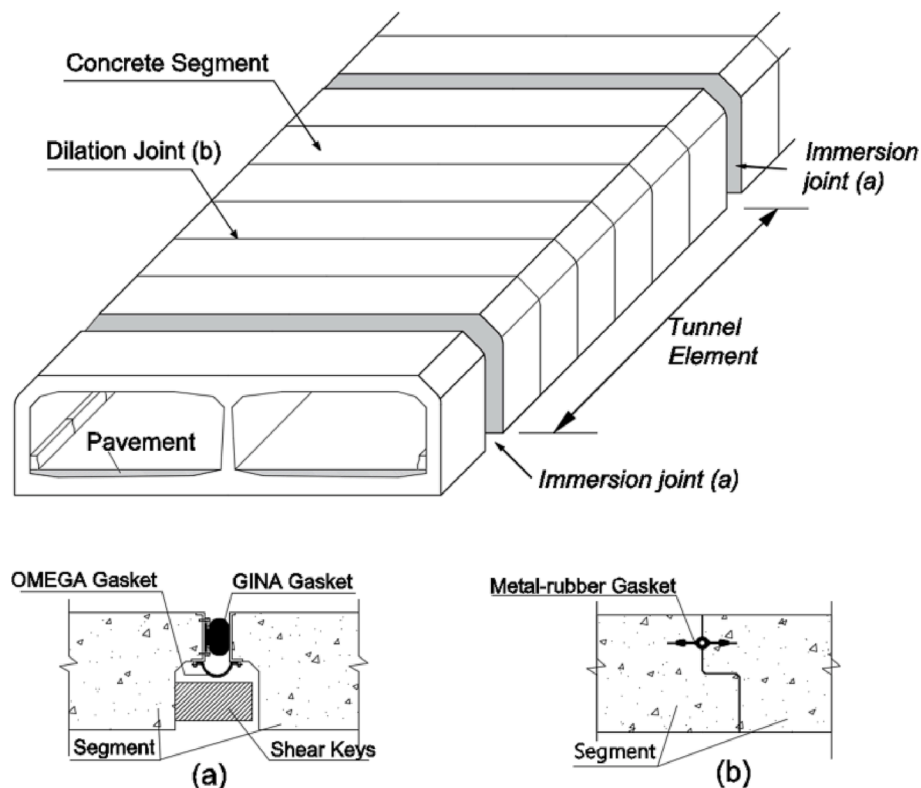 Concrete Segment
Dilation Joint (b)
Immersion
joint (a)
Tunnel
Element
Pavement
Immersion joint (a)
OMEGA Gasket
GINA Gasket
Segment
Shear Keys
(a)
Metal-rubber Gasket
Segment
(b)